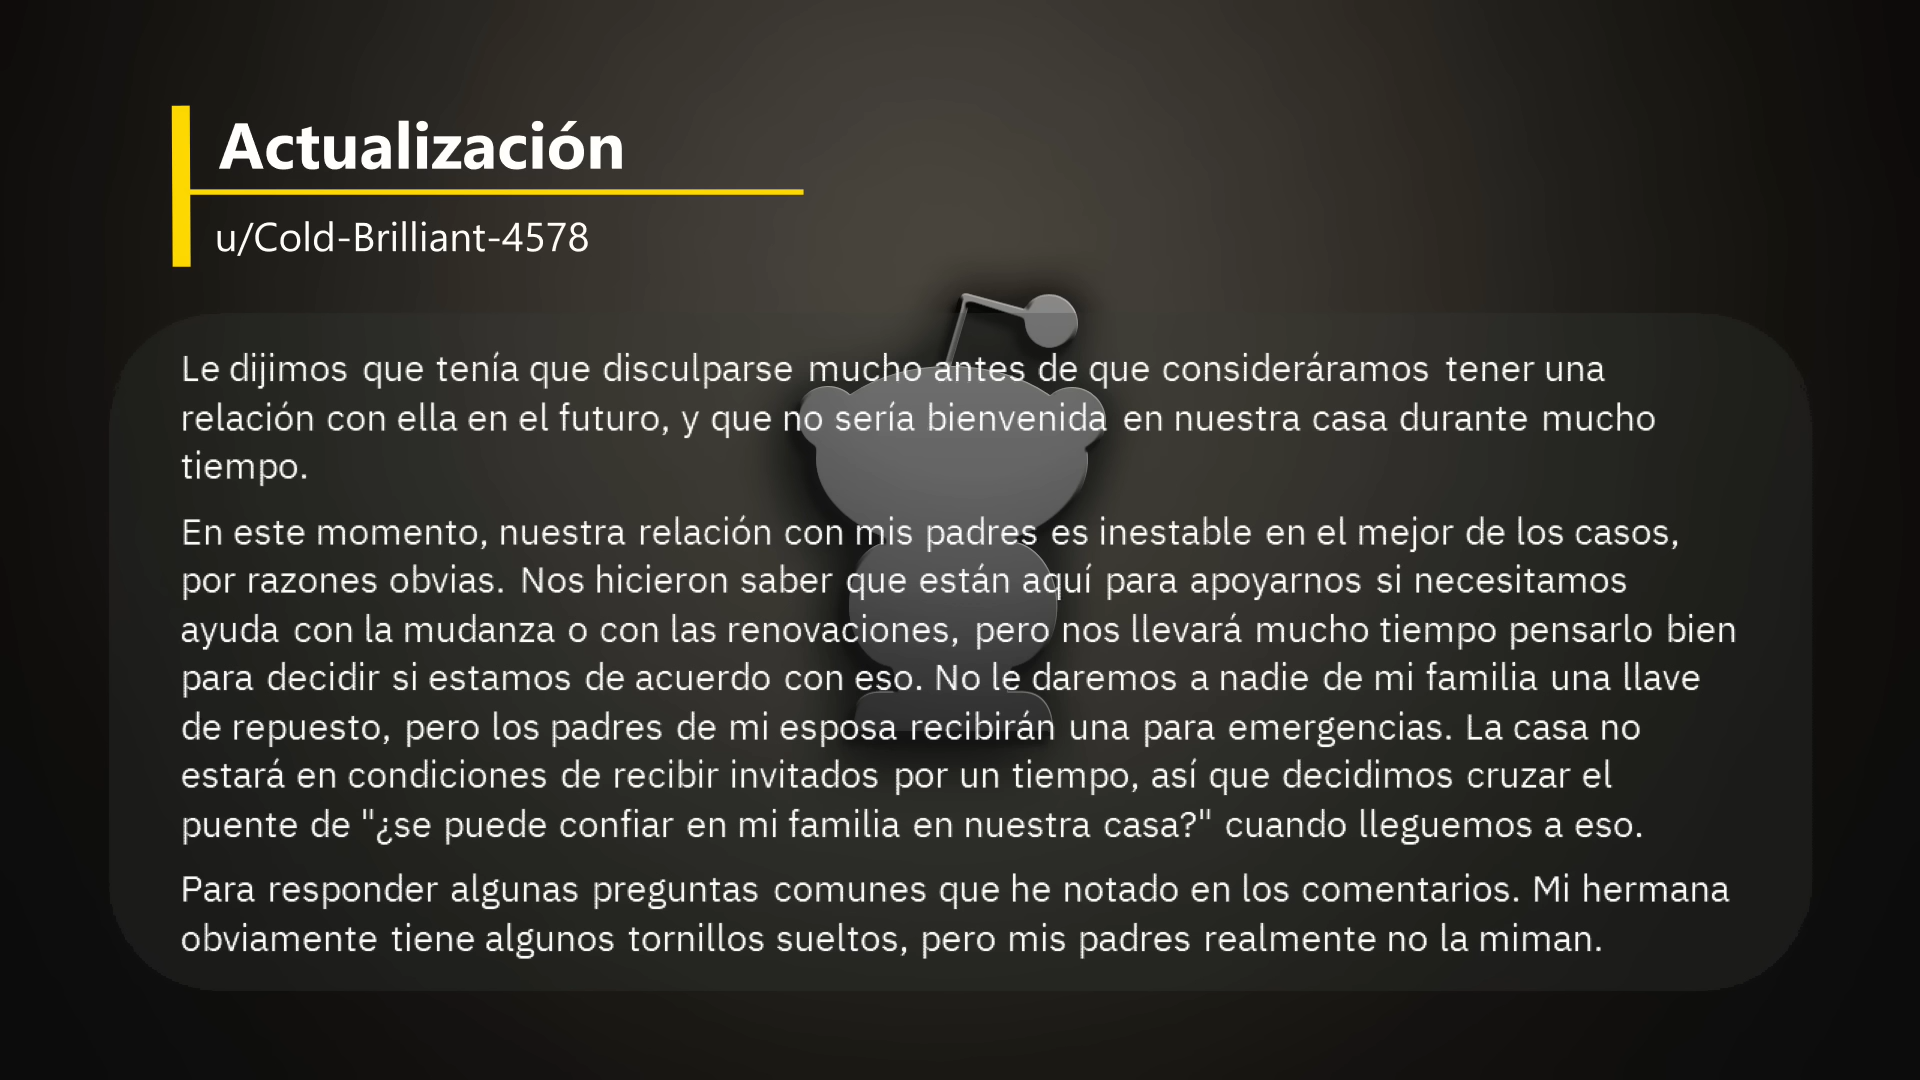 Actualización
u/Cold-Brilliant-4578
Le dijimos que tenía que disculparse mucho antes de que consideráramos tener una
relación con ella en el futuro, y que no sería bienvenida en nuestra casa durante mucho
tiempo.
En este momento, nuestra relación con mis padres es inestable en el mejor de los casos,
por razones obvias. Nos hicieron saber que están aquí para apoyarnos si necesitamos
ayuda con la mudanza o con las renovaciones, pero nos llevará mucho tiempo pensarlo bien
para decidir si estamos de acuerdo con eso. No le daremos a nadie de mi familia una llave
de repuesto, pero los padres de mi esposa recibirán una para emergencias. La casa no
estará en condiciones de recibir invitados por un tiempo, así que decidimos cruzar el
puente de "¿se puede confiar en mi familia en nuestra casa?" cuando lleguemos a eso.
Para responder algunas preguntas comunes que he notado en los comentarios. Mi hermana
obviamente tiene algunos tornillos sueltos, pero mis padres realmente no la miman.